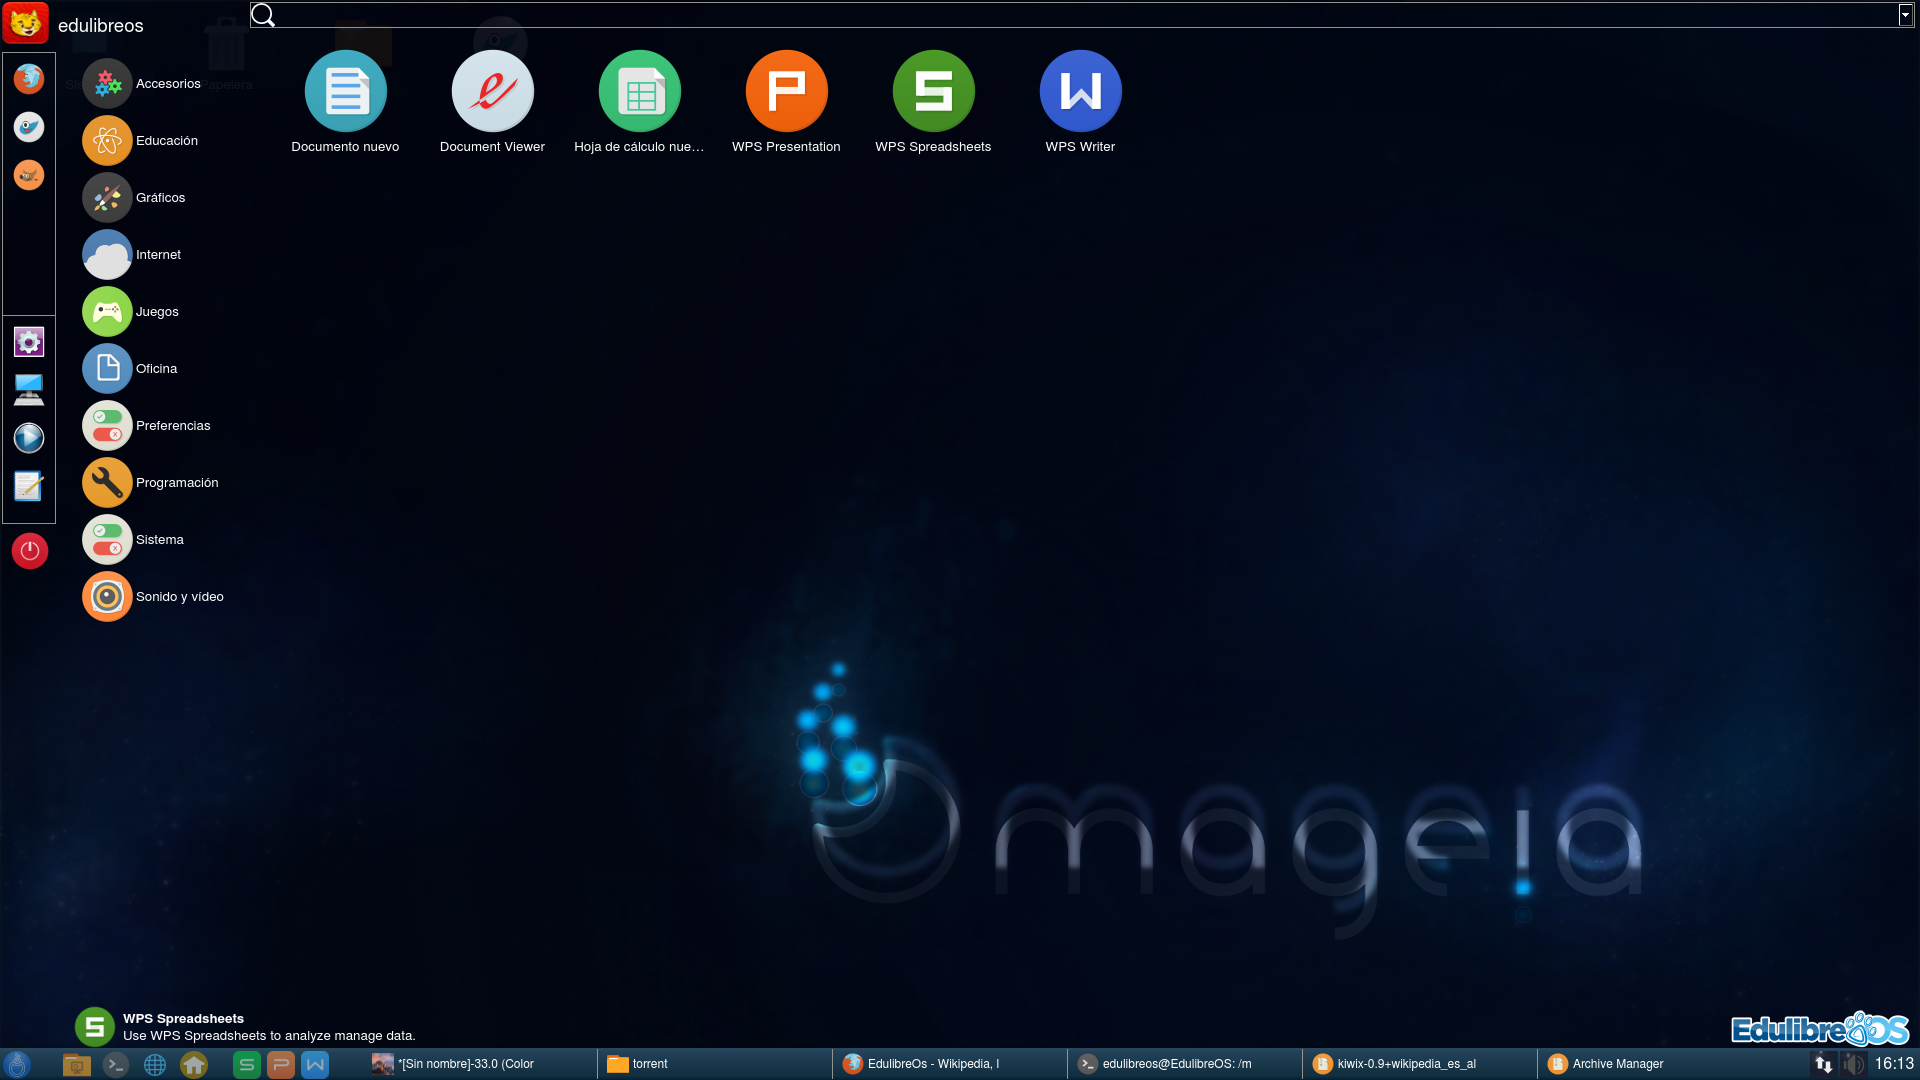 edulibreos
Accesorios
Papelera
Educación
Gráficos
Internet
Juegos
Oficina
Preferencias
Programación
Sistema
Sonido y vídeo
Documento nuevo
Document Viewer
Hoja de cálculo nue...
WPS Presentation
WPS Spreadsheets
WPS Writer
mageia
WPS Spreadsheets
Use WPS Spreadsheets to analyze manage data.
EdulibreOS
*[Sin nombre]-33.0 (Color
torrent
EdulibreOs - Wikipedia, l
edulibreos@EdulibreOS: /m
kiwix-0.9+wikipedia_es_al
Archive Manager
16:13